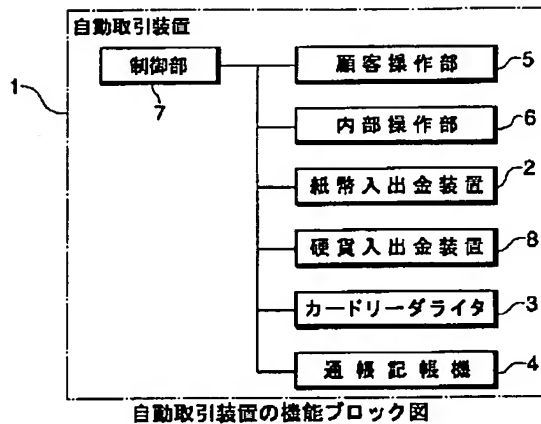 自動取引装置
制御部
7
1
顧客操作部
5
内部操作部
6
紙幣入出金装置
2
硬貨入出金装置
8
カードリーダライタ
3
通帳記帳機
4
自動取引装置の機能ブロック図